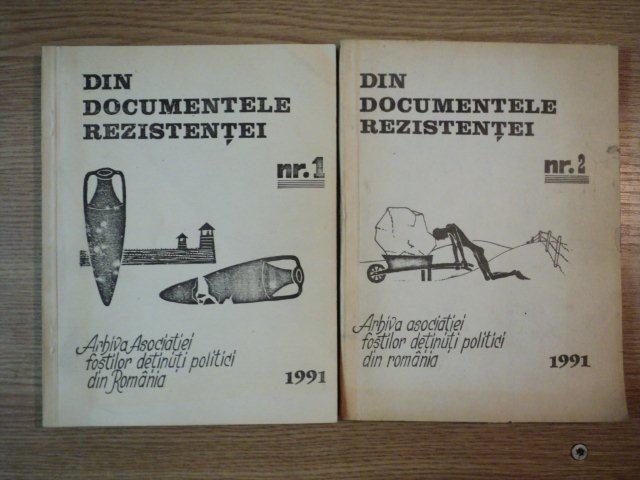 DIN
DOCUMENTELE
REZISTENȚEI
nr.1
Arhiva Asociației
foștilor deținuți politici
din România
1991
DIN
DOCUMENTELE
REZISTENȚEI
nr.2
Arhiva asociației
foștilor deținuți politici
din românia
1991